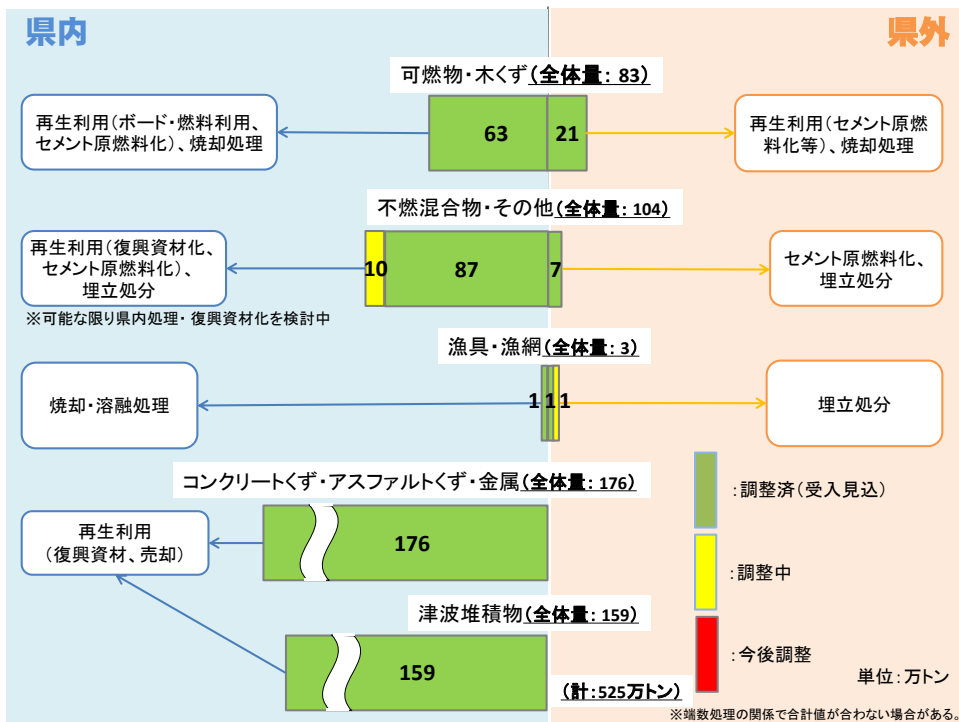 県内
県外
可燃物・木くず(全体量: 83)
再生利用(ボード・燃料利用、
セメント原燃料化)、焼却処理
63
21
再生利用(セメント原燃
料化等)、焼却処理
不燃混合物・その他(全体量: 104)
再生利用(復興資材化、
セメント原燃料化)、
埋立処分
10
87
7
セメント原燃料化、
埋立処分
※可能な限り県内処理・復興資材化を検討中
漁具・漁網(全体量: 3)
焼却・溶融処理
1
1
1
埋立処分
コンクリートくず・アスファルトくず・金属(全体量: 176)
:調整済(受入見込)
再生利用
(復興資材、売却)
176
:調整中
津波堆積物(全体量: 159)
:今後調整
159
単位:万トン
(計:525万トン)
※端数処理の関係で合計値が合わない場合がある。